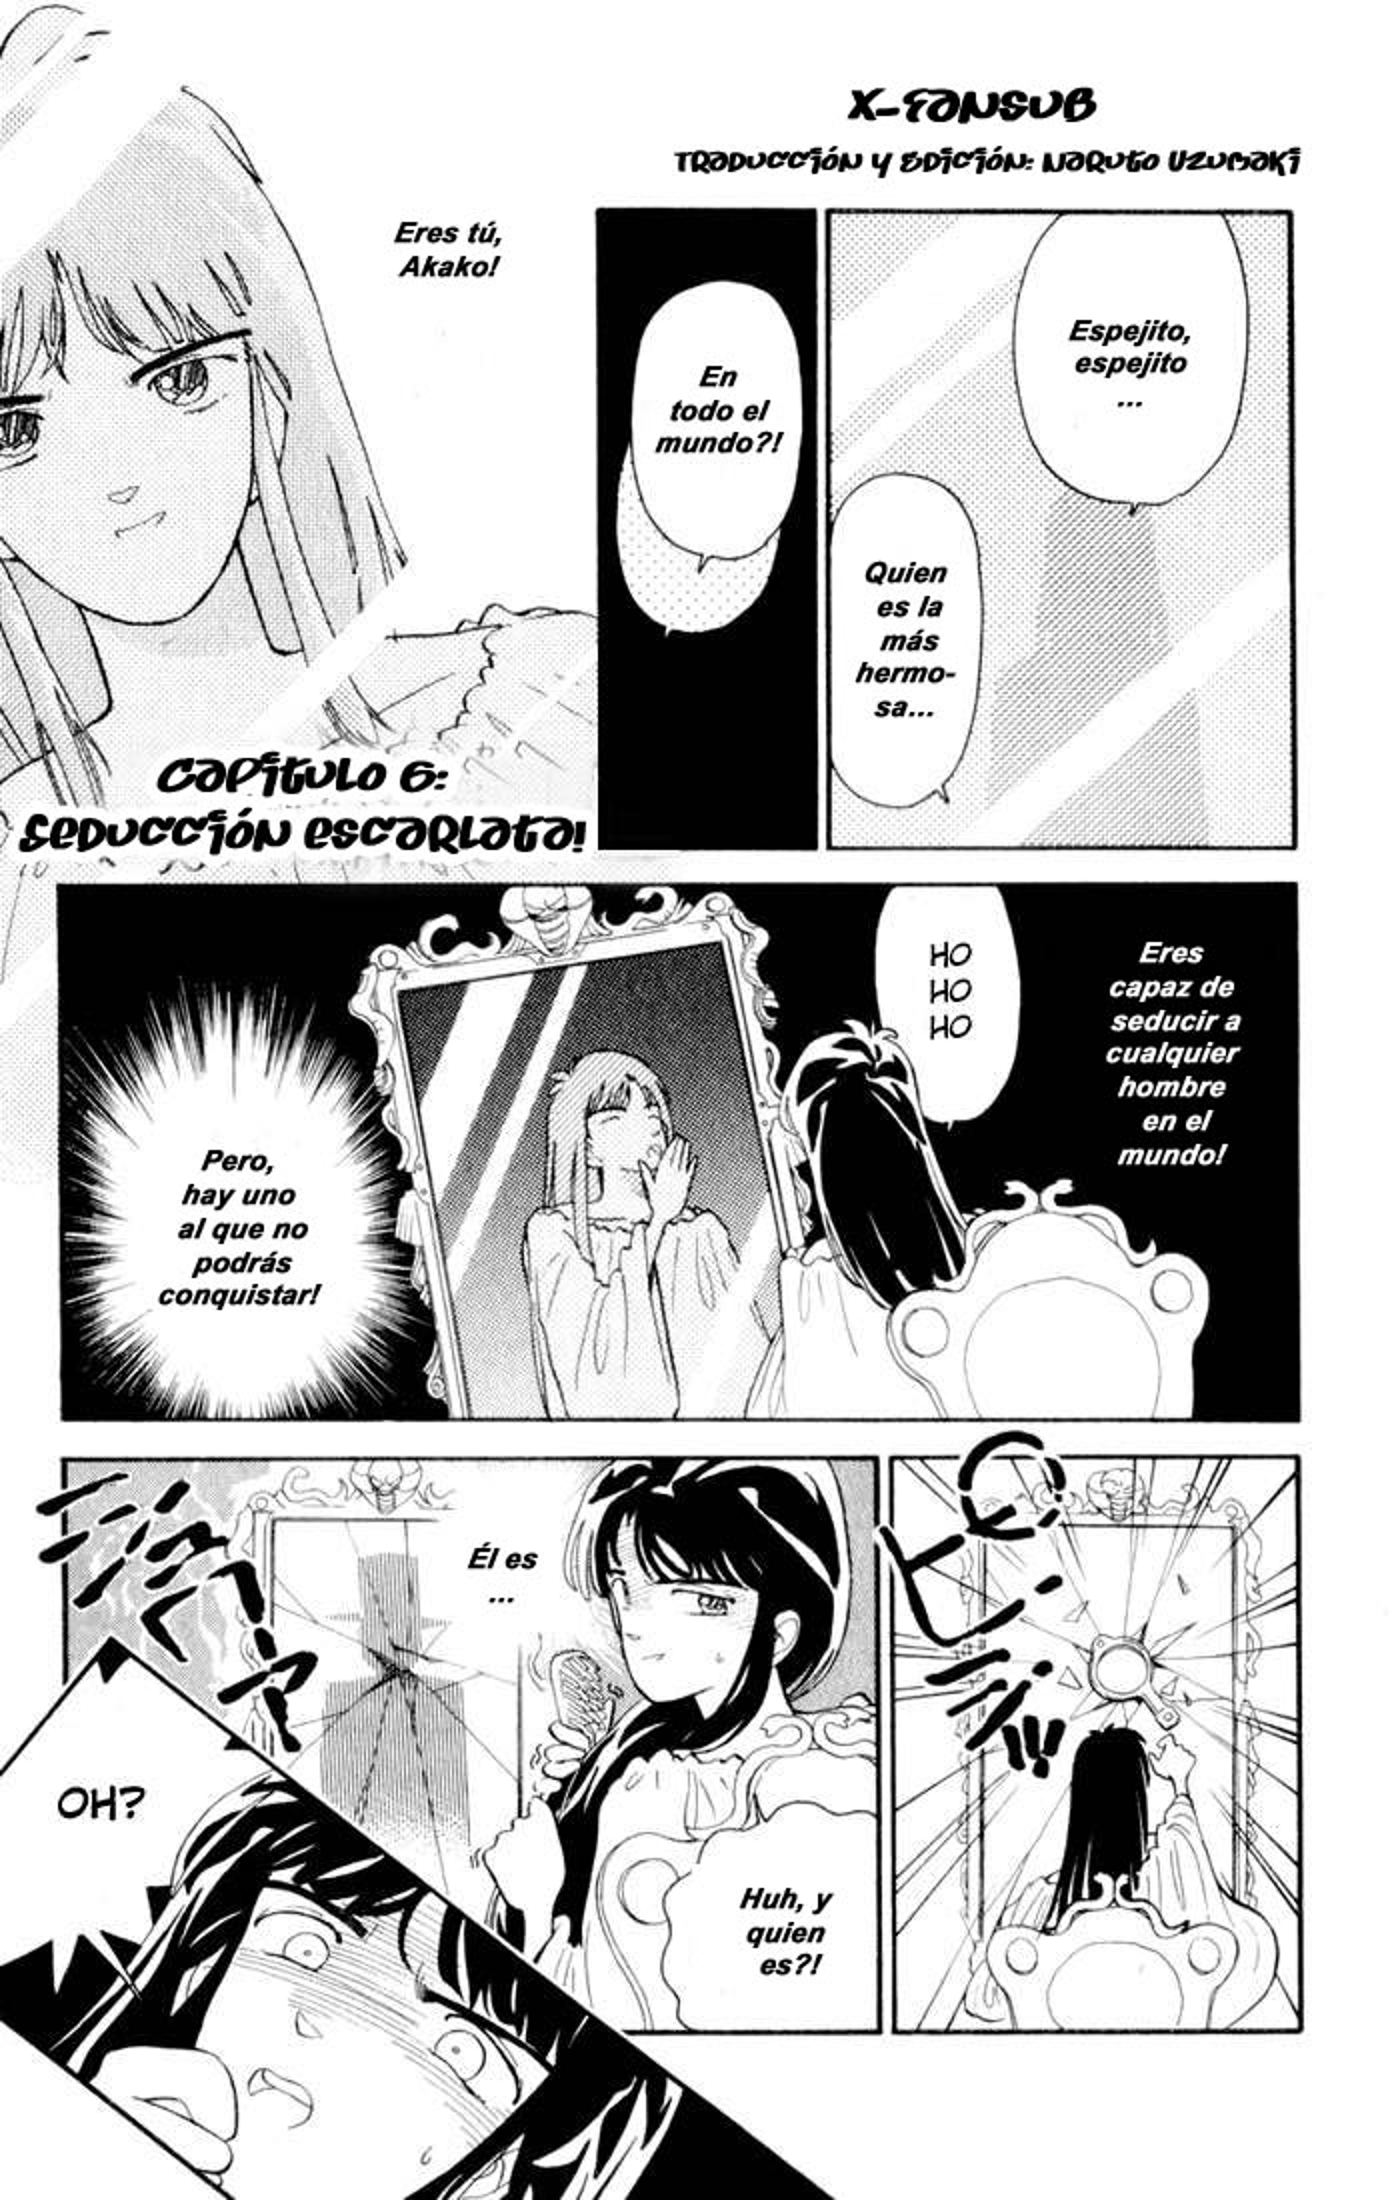 X-FANSUB
TRADUCCIÓN Y EDICIÓN: NARUTO UZUMAKI
Espejito,
espejito
...
Quien
es la
más
hermo-
sa...
En
todo el
mundo?!
Eres tú,
Akako!
CAPITULO 6:
SEDUCCIÓN ESCARLATA!
Eres
capaz de
seducir a
cualquier
hombre
en el
mundo!
HO
HO
HO
Pero,
hay uno
al que no
podrás
conquistar!
Él es
...
Huh, y
quien
es?!
OH?